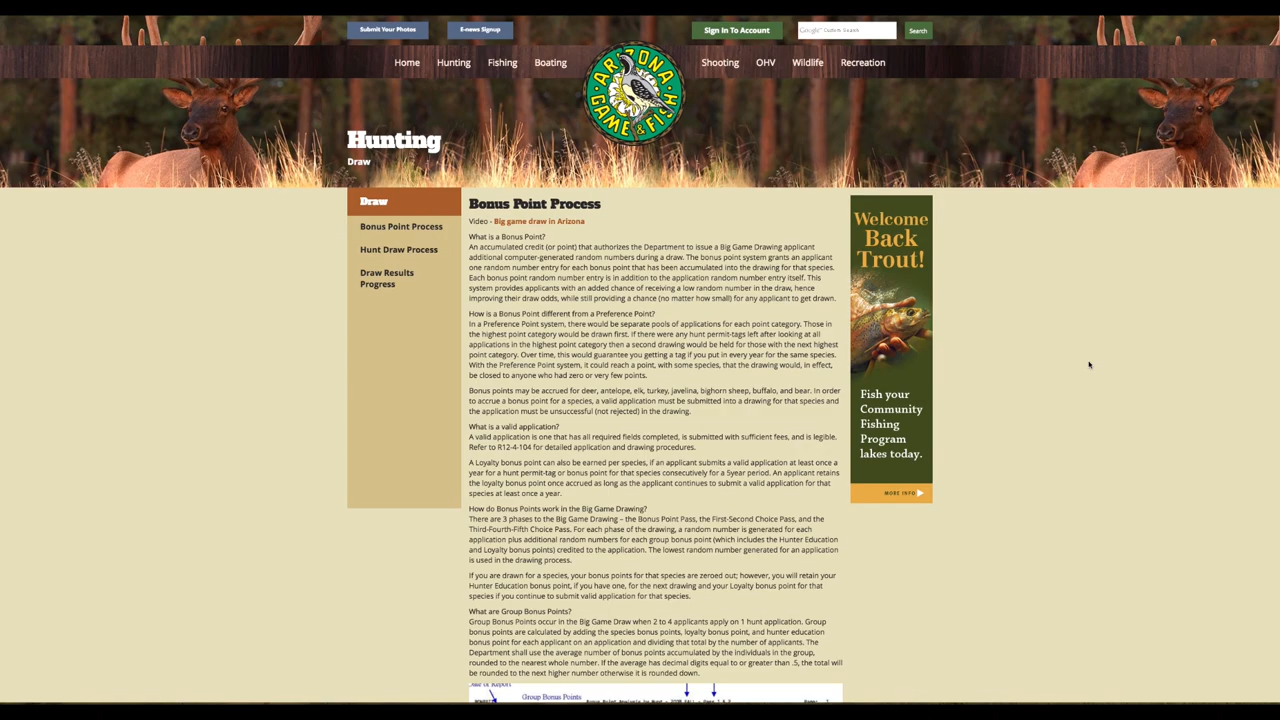 Submit Your Photos
E-news Signup
Sign In To Account
Google™ Custom Search
Search
Home
Hunting
Fishing
Boating
ARIZONA
GAME & FISH
Shooting
OHV
Wildlife
Recreation
Hunting
Draw
Draw
Bonus Point Process
Hunt Draw Process
Draw Results
Progress
Bonus Point Process
Video - Big game draw in Arizona
What is a Bonus Point?
An accumulated credit (or point) that authorizes the Department to issue a Big Game Drawing applicant
additional computer-generated random numbers during a draw. The bonus point system grants an applicant
one random number entry for each bonus point that has been accumulated into the drawing for that species.
Each bonus point random number entry is in addition to the application random number entry itself. This
system provides applicants with an added chance of receiving a low random number in the draw, hence
improving their draw odds, while still providing a chance (no matter how small) for any applicant to get drawn.
How is a Bonus Point different from a Preference Point?
In a Preference Point system, there would be separate pools of applications for each point category. Those in
the highest point category would be drawn first. If there were any hunt permit-tags left after looking at all
applications in the highest point category then a second drawing would be held for those with the next highest
point category. Over time, this would guarantee you getting a tag if you put in every year for the same species.
With the Preference Point system, it could reach a point, with some species, that the drawing would, in effect,
be closed to anyone who had zero or very few points.
Bonus points may be accrued for deer, antelope, elk, turkey, javelina, bighorn sheep, buffalo, and bear. In order
to accrue a bonus point for a species, a valid application must be submitted into a drawing for that species and
the application must be unsuccessful (not rejected) in the drawing.
What is a valid application?
A valid application is one that has all required fields completed, is submitted with sufficient fees, and is legible.
Refer to R12-4-104 for detailed application and drawing procedures.
A Loyalty bonus point can also be earned per species, if an applicant submits a valid application at least once a
year for a hunt permit-tag or bonus point for that species consecutively for a 5year period. An applicant retains
the loyalty bonus point once accrued as long as the applicant continues to submit a valid application for that
species at least once a year.
How do Bonus Points work in the Big Game Drawing?
There are 3 phases to the Big Game Drawing – the Bonus Point Pass, the First-Second Choice Pass, and the
Third-Fourth-Fifth Choice Pass. For each phase of the drawing, a random number is generated for each
application plus additional random numbers for each group bonus point (which includes the Hunter Education
and Loyalty bonus points) credited to the application. The lowest random number generated for an application
is used in the drawing process.
If you are drawn for a species, your bonus points for that species are zeroed out; however, you will retain your
Hunter Education bonus point, if you have one, for the next drawing and your Loyalty bonus point for that
species if you continue to submit valid application for that species.
What are Group Bonus Points?
Group Bonus Points occur in the Big Game Draw when 2 to 4 applicants apply on 1 hunt application. Group
bonus points are calculated by adding the species bonus points, loyalty bonus point, and hunter education
bonus point for each applicant on an application and dividing that total by the number of applicants. The
Department shall use the average number of bonus points accumulated by the individuals in the group,
rounded to the nearest whole number. If the average has decimal digits equal to or greater than .5, the total will
be rounded to the next higher number otherwise it is rounded down.
Group Bonus Points
Welcome
Back
Trout!
Fish your
Community
Fishing
Program
lakes today.
MORE INFO